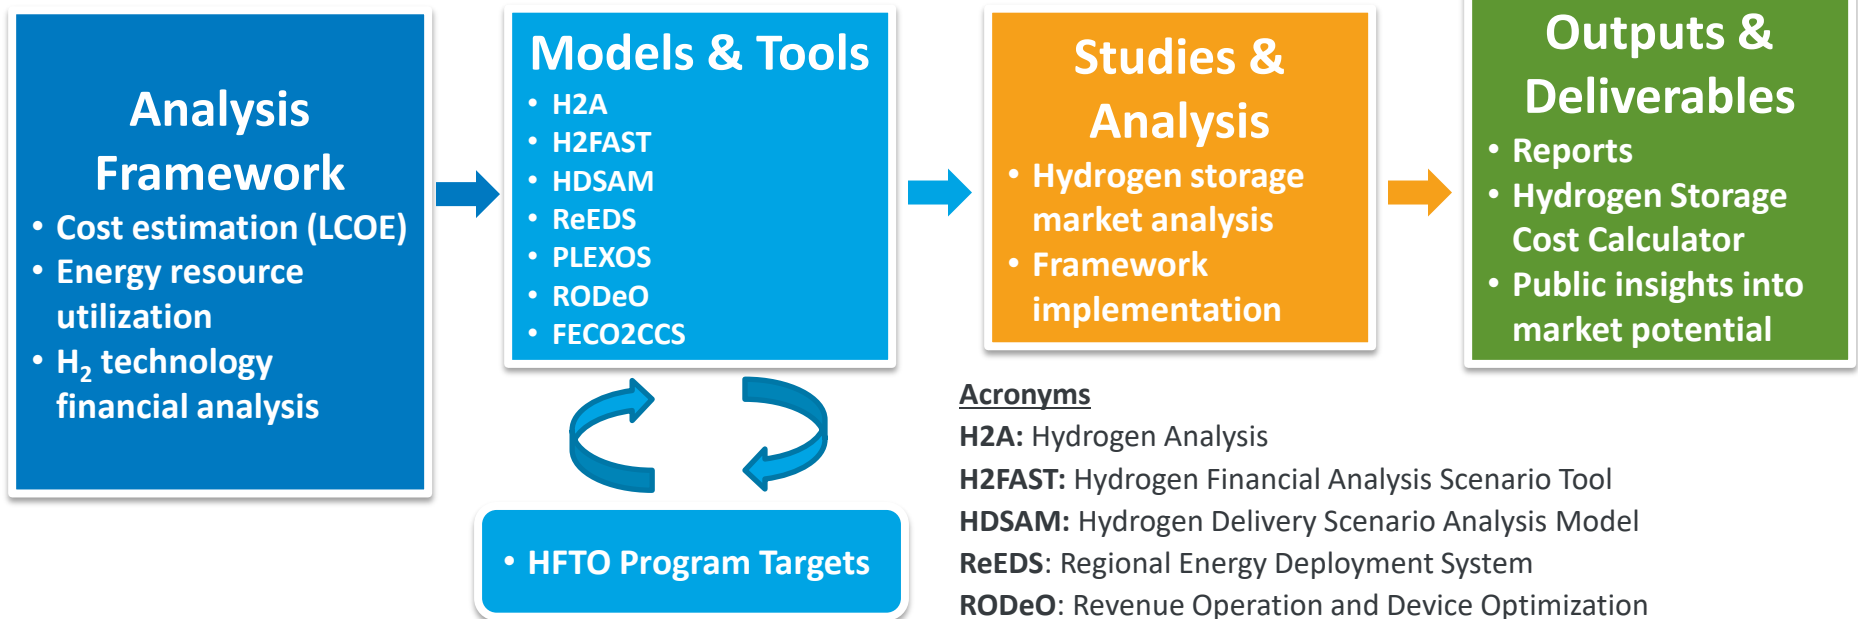 Analysis
Framework
• Cost estimation (LCOE)
• Energy resource
utilization
• H₂ technology
financial analysis
Models & Tools
• H2A
• H2FAST
• HDSAM
• ReEDS
• PLEXOS
• RODeO
• FECO2CCS
• HFTO Program Targets
Studies &
Analysis
• Hydrogen storage
market analysis
• Framework
implementation
Outputs &
Deliverables
• Reports
• Hydrogen Storage
Cost Calculator
• Public insights into
market potential
Acronyms
H2A: Hydrogen Analysis
H2FAST: Hydrogen Financial Analysis Scenario Tool
HDSAM: Hydrogen Delivery Scenario Analysis Model
ReEDS: Regional Energy Deployment System
RODeO: Revenue Operation and Device Optimization